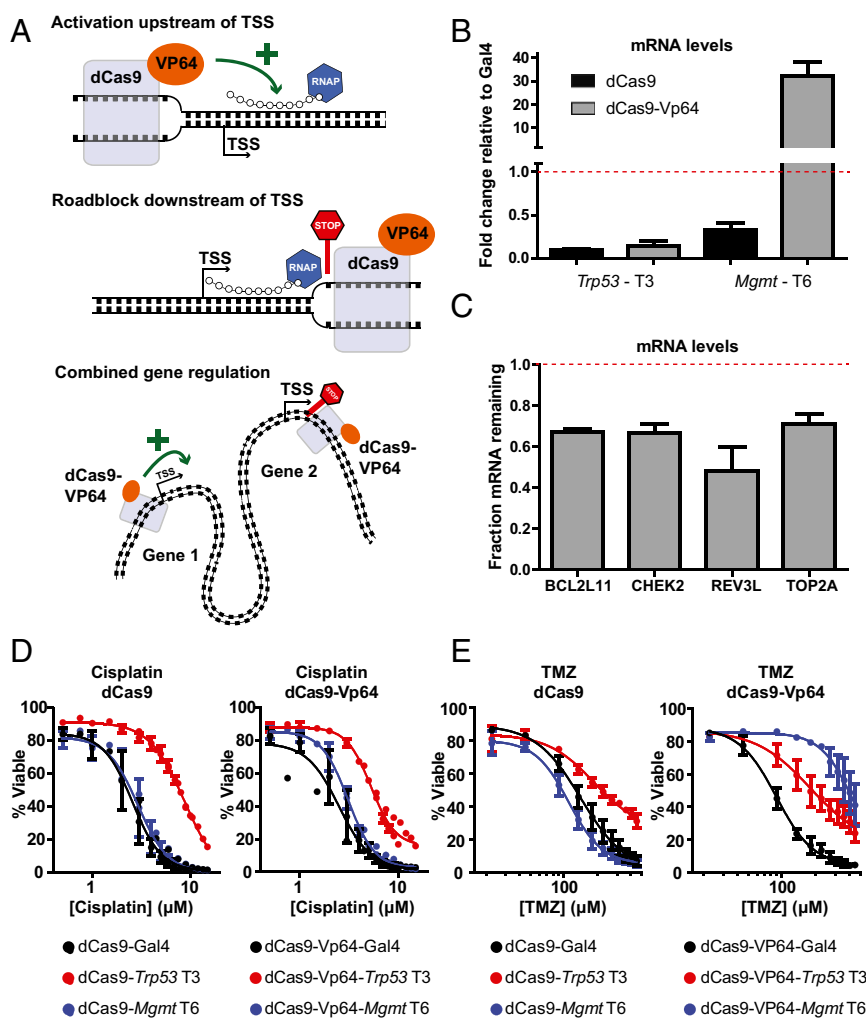 A
Activation upstream of TSS
dCas9
VP64
RNAP
TSS
Roadblock downstream of TSS
STOP
VP64
TSS
RNAP
dCas9
Combined gene regulation
TSS
STOP
dCas9-
VP64
TSS
Gene 2
dCas9-
VP64
Gene 1
B
mRNA levels
Fold change relative to Gal4
40
30
20
10
1.0
0.5
0.0
dCas9
dCas9-Vp64
Trp53 - T3
Mgmt - T6
C
mRNA levels
Fraction mRNA remaining
1.0
0.8
0.6
0.4
0.2
0.0
BCL2L11
CHEK2
REV3L
TOP2A
D
Cisplatin
dCas9
% Viable
100
80
60
40
20
0
1
10
[Cisplatin] (µM)
dCas9-Gal4
dCas9-Trp53 T3
dCas9-Mgmt T6
Cisplatin
dCas9-Vp64
% Viable
100
80
60
40
20
0
1
10
[Cisplatin] (µM)
dCas9-Vp64-Gal4
dCas9-Vp64-Trp53 T3
dCas9-Vp64-Mgmt T6
E
TMZ
dCas9
% Viable
100
80
60
40
20
0
100
[TMZ] (µM)
dCas9-Gal4
dCas9-Trp53 T3
dCas9-Mgmt T6
TMZ
dCas9-Vp64
% Viable
100
80
60
40
20
0
100
[TMZ] (µM)
dCas9-VP64-Gal4
dCas9-VP64-Trp53 T3
dCas9-VP64-Mgmt T6